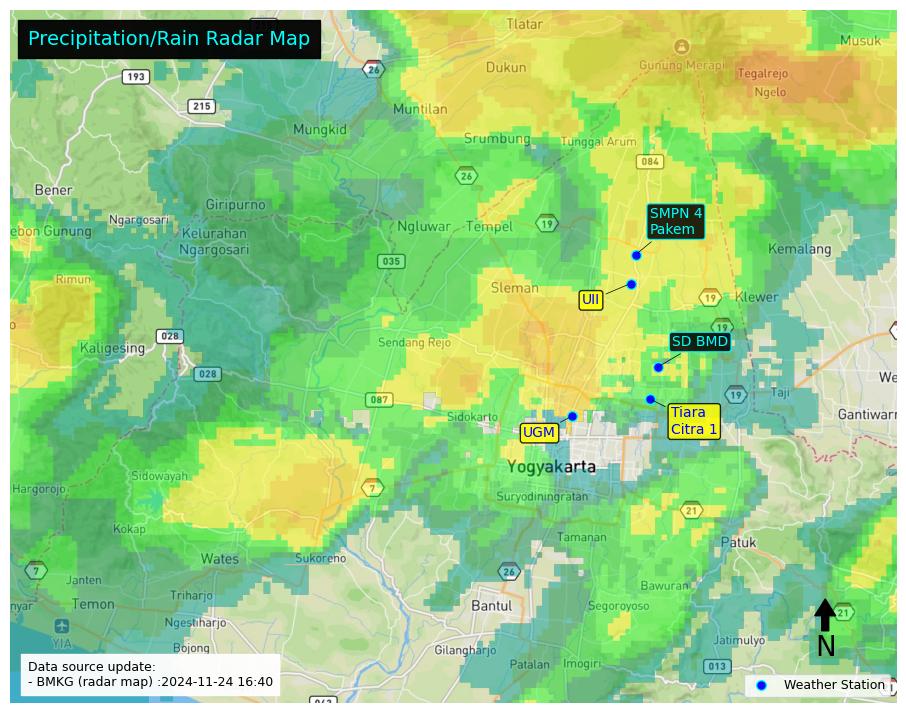 Precipitation/Rain Radar Map
Tlatar
Musuk
26
193
Dukun
Gunung Merapi
Tegalrejo
Ngelo
215
Muntilan
Mungkid
Srumbung
Tunggal Arum
084
26
Bener
Giripurno
SMPN 4
Pakem
Ngargosari
ebon Gunung
Kelurahan
Ngargosari
Ngluwar
Tempel
19
Kemalang
035
Rimun
Sleman
UII
19
Klewer
19
028
Kaligesing
Sendang Rejo
SD BMD
028
We
087
19
Taji
Sidokarto
Tiara
Citra 1
Gantiwarn
UGM
Yogyakarta
Sidowayah
Hargorojo
7
Suryodiningratan
21
Kokap
Tamanan
Patuk
Wates
Sukoreno
7
26
Janten
Bawuran
Triharjo
nyar
Temon
Bantul
Segoroyoso
21
Ngestiharjo
YIA
N
Bojong
Gilangharjo
Jatimulyo
Patalan
Imogiri
013
Data source update:
- BMKG (radar map) :2024-11-24 16:40
Weather Station